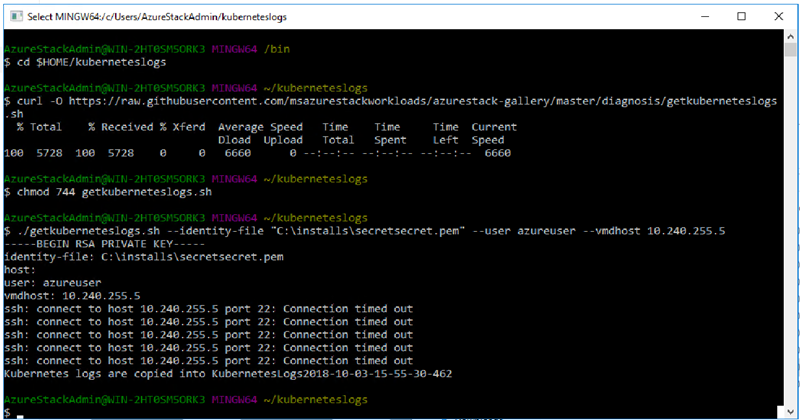 Select MINGW64:/c/Users/AzureStackAdmin/kuberneteslogs
AzureStackAdmin@WIN-2HT0SM5ORK3 MINGW64 /bin
$ cd $HOME/kuberneteslogs
AzureStackAdmin@WIN-2HT0SM5ORK3 MINGW64 ~/kuberneteslogs
$ curl -O https://raw.githubusercontent.com/msazurestackworkloads/azurestack-gallery/master/diagnosis/getkuberneteslogs
.sh
% Total % Received % Xferd Average Speed Time Time Time Current
Dload Upload Total Spent Left Speed
100 5728 100 5728 0 0 6660 0 --:--:-- --:--:-- --:--:-- 6660
AzureStackAdmin@WIN-2HT0SM5ORK3 MINGW64 ~/kuberneteslogs
$ chmod 744 getkuberneteslogs.sh
AzureStackAdmin@WIN-2HT0SM5ORK3 MINGW64 ~/kuberneteslogs
$ ./getkuberneteslogs.sh --identity-file "C:\installs\secretsecret.pem" --user azureuser --vmdhost 10.240.255.5
-----BEGIN RSA PRIVATE KEY-----
identity-file: C:\installs\secretsecret.pem
host:
user: azureuser
vmdhost: 10.240.255.5
ssh: connect to host 10.240.255.5 port 22: Connection timed out
ssh: connect to host 10.240.255.5 port 22: Connection timed out
ssh: connect to host 10.240.255.5 port 22: Connection timed out
ssh: connect to host 10.240.255.5 port 22: Connection timed out
ssh: connect to host 10.240.255.5 port 22: Connection timed out
Kubernetes logs are copied into KubernetesLogs2018-10-03-15-55-30-462
AzureStackAdmin@WIN-2HT0SM5ORK3 MINGW64 ~/kuberneteslogs
$